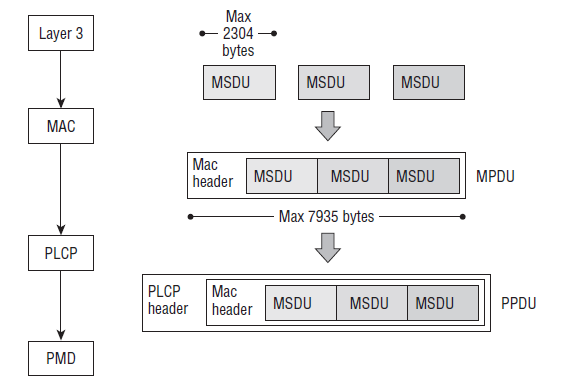 Layer 3
Max
2304
bytes
MSDU
MSDU
MSDU
MAC
Mac
header
MSDU
MSDU
MSDU
MPDU
Max 7935 bytes
PLCP
PLCP
header
Mac
header
MSDU
MSDU
MSDU
PPDU
PMD